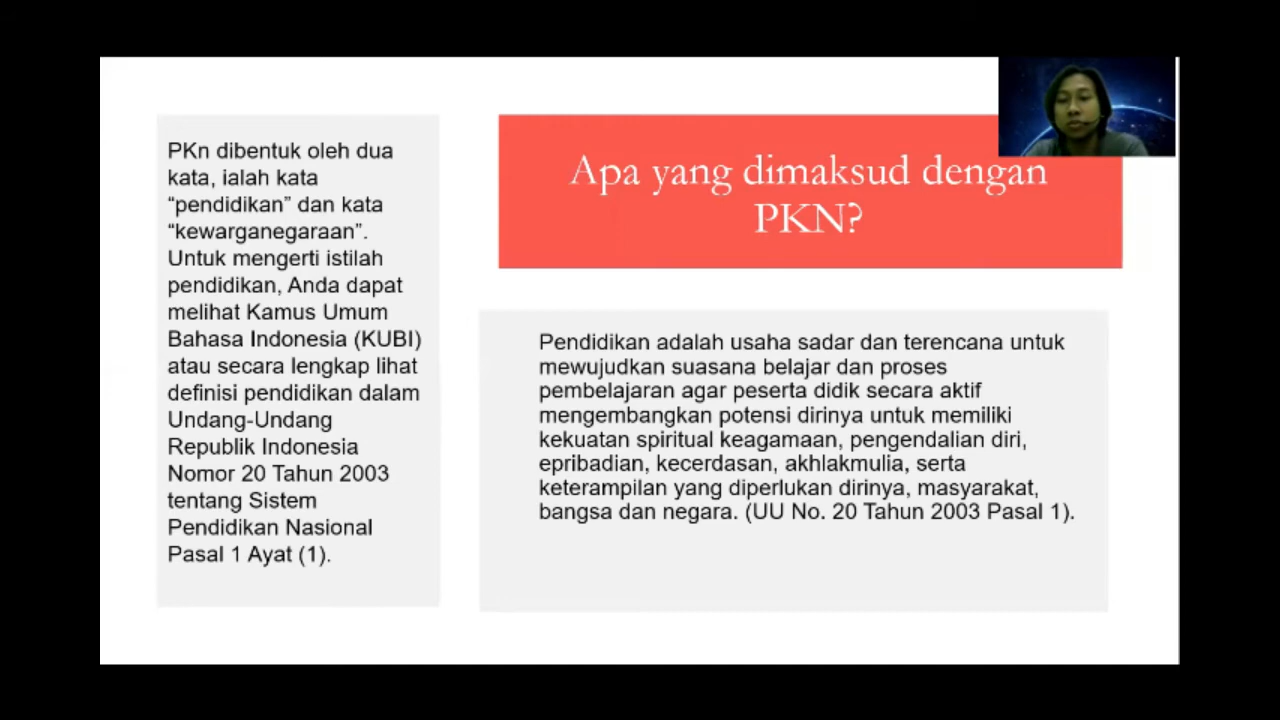 PKn dibentuk oleh dua
kata, ialah kata
“pendidikan” dan kata
“kewarganegaraan”.
Untuk mengerti istilah
pendidikan, Anda dapat
melihat Kamus Umum
Bahasa Indonesia (KUBI)
atau secara lengkap lihat
definisi pendidikan dalam
Undang-Undang
Republik Indonesia
Nomor 20 Tahun 2003
tentang Sistem
Pendidikan Nasional
Pasal 1 Ayat (1).
Apa yang dimaksud dengan
PKN?
Pendidikan adalah usaha sadar dan terencana untuk
mewujudkan suasana belajar dan proses
pembelajaran agar peserta didik secara aktif
mengembangkan potensi dirinya untuk memiliki
kekuatan spiritual keagamaan, pengendalian diri,
epribadian, kecerdasan, akhlakmulia, serta
keterampilan yang diperlukan dirinya, masyarakat,
bangsa dan negara. (UU No. 20 Tahun 2003 Pasal 1).